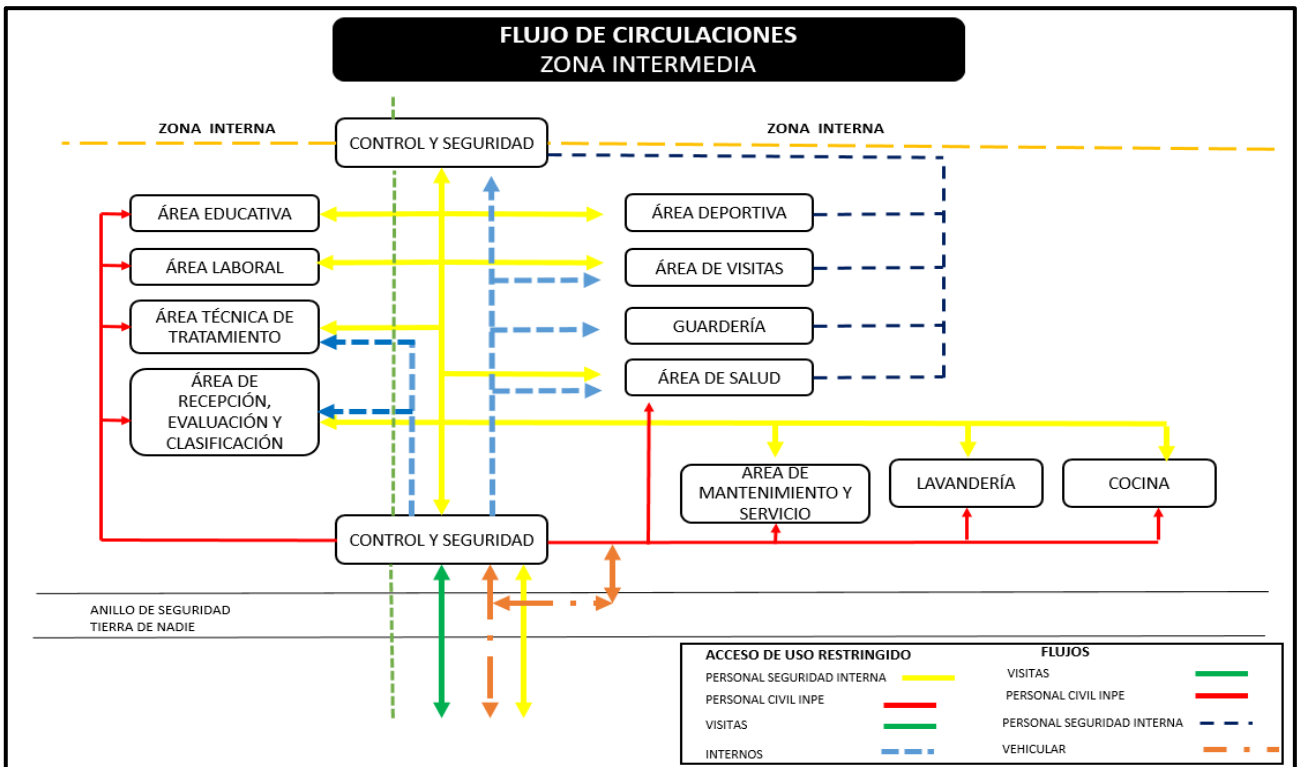 FLUJO DE CIRCULACIONES
ZONA INTERMEDIA
ZONA INTERNA
ZONA INTERNA
CONTROL Y SEGURIDAD
ÁREA EDUCATIVA
ÁREA DEPORTIVA
ÁREA LABORAL
ÁREA DE VISITAS
ÁREA TÉCNICA DE
TRATAMIENTO
GUARDERÍA
ÁREA DE
RECEPCIÓN,
EVALUACIÓN Y
CLASIFICACIÓN
ÁREA DE SALUD
AREA DE
MANTENIMIENTO Y
SERVICIO
LAVANDERÍA
COCINA
CONTROL Y SEGURIDAD
ANILLO DE SEGURIDAD
TIERRA DE NADIE
ACCESO DE USO RESTRINGIDO
PERSONAL SEGURIDAD INTERNA
PERSONAL CIVIL INPE
VISITAS
INTERNOS
FLUJOS
VISITAS
PERSONAL CIVIL INPE
PERSONAL SEGURIDAD INTERNA
VEHICULAR